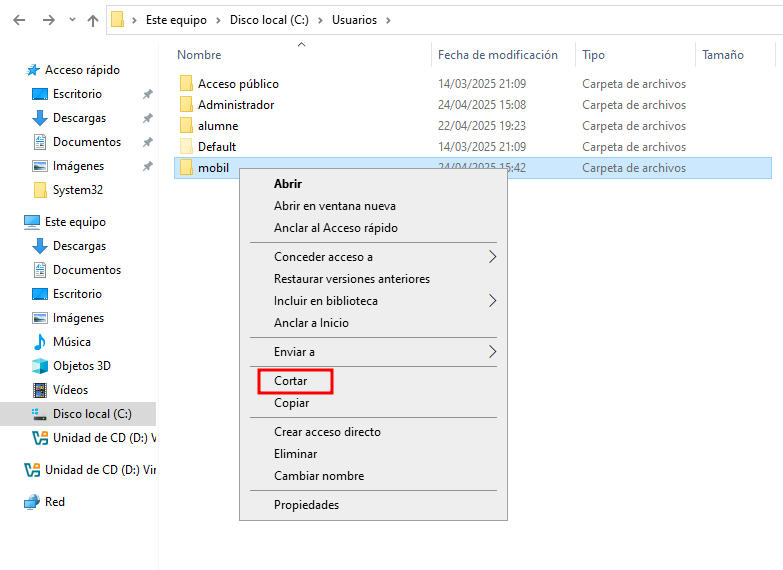 Este equipo > Disco local (C:) > Usuarios >
Nombre Fecha de modificación Tipo Tamaño
Acceso rápido
Escritorio
Descargas
Documentos
Imágenes
System32
Este equipo
Descargas
Documentos
Escritorio
Imágenes
Música
Objetos 3D
Vídeos
Disco local (C:)
Unidad de CD (D:) V
Unidad de CD (D:) Vir
Red
Acceso público 14/03/2025 21:09 Carpeta de archivos
Administrador 24/04/2025 15:08 Carpeta de archivos
alumne 22/04/2025 19:23 Carpeta de archivos
Default 14/03/2025 21:09 Carpeta de archivos
mobil 24/04/2025 15:42 Carpeta de archivos
Abrir
Abrir en ventana nueva
Anclar al Acceso rápido
Conceder acceso a
Restaurar versiones anteriores
Incluir en biblioteca
Anclar a Inicio
Enviar a
Cortar
Copiar
Crear acceso directo
Eliminar
Cambiar nombre
Propiedades